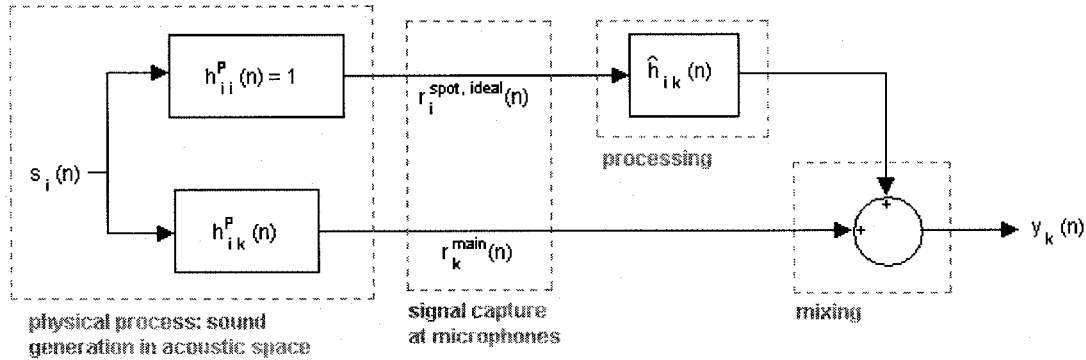 h^P_ii(n) = 1
r_i^spot, ideal(n)
ĥ_ik(n)
processing
s_i(n)
h^P_ik(n)
r_k^main(n)
+
+
y_k(n)
mixing
physical process: sound
generation in acoustic space
signal capture
at microphones